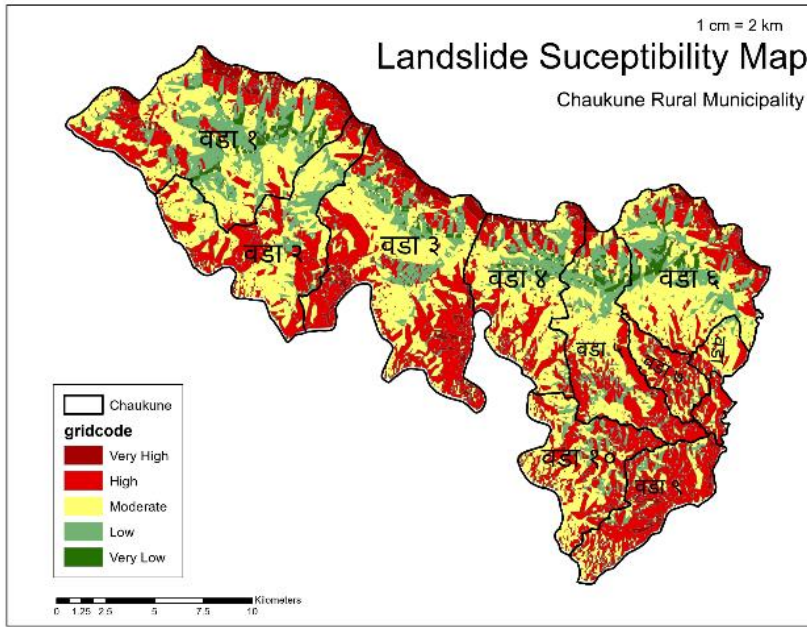 1 cm = 2 km
Landslide Suceptibility Map
Chaukune Rural Municipality
वडा १
वडा २
वडा ३
वडा ४
वडा ६
वडा
वडा ७
वडा १०
वडा ९
Chaukune
gridcode
Very High
High
Moderate
Low
Very Low
0 1.25 2.5 5 7.5 10 Kilometers